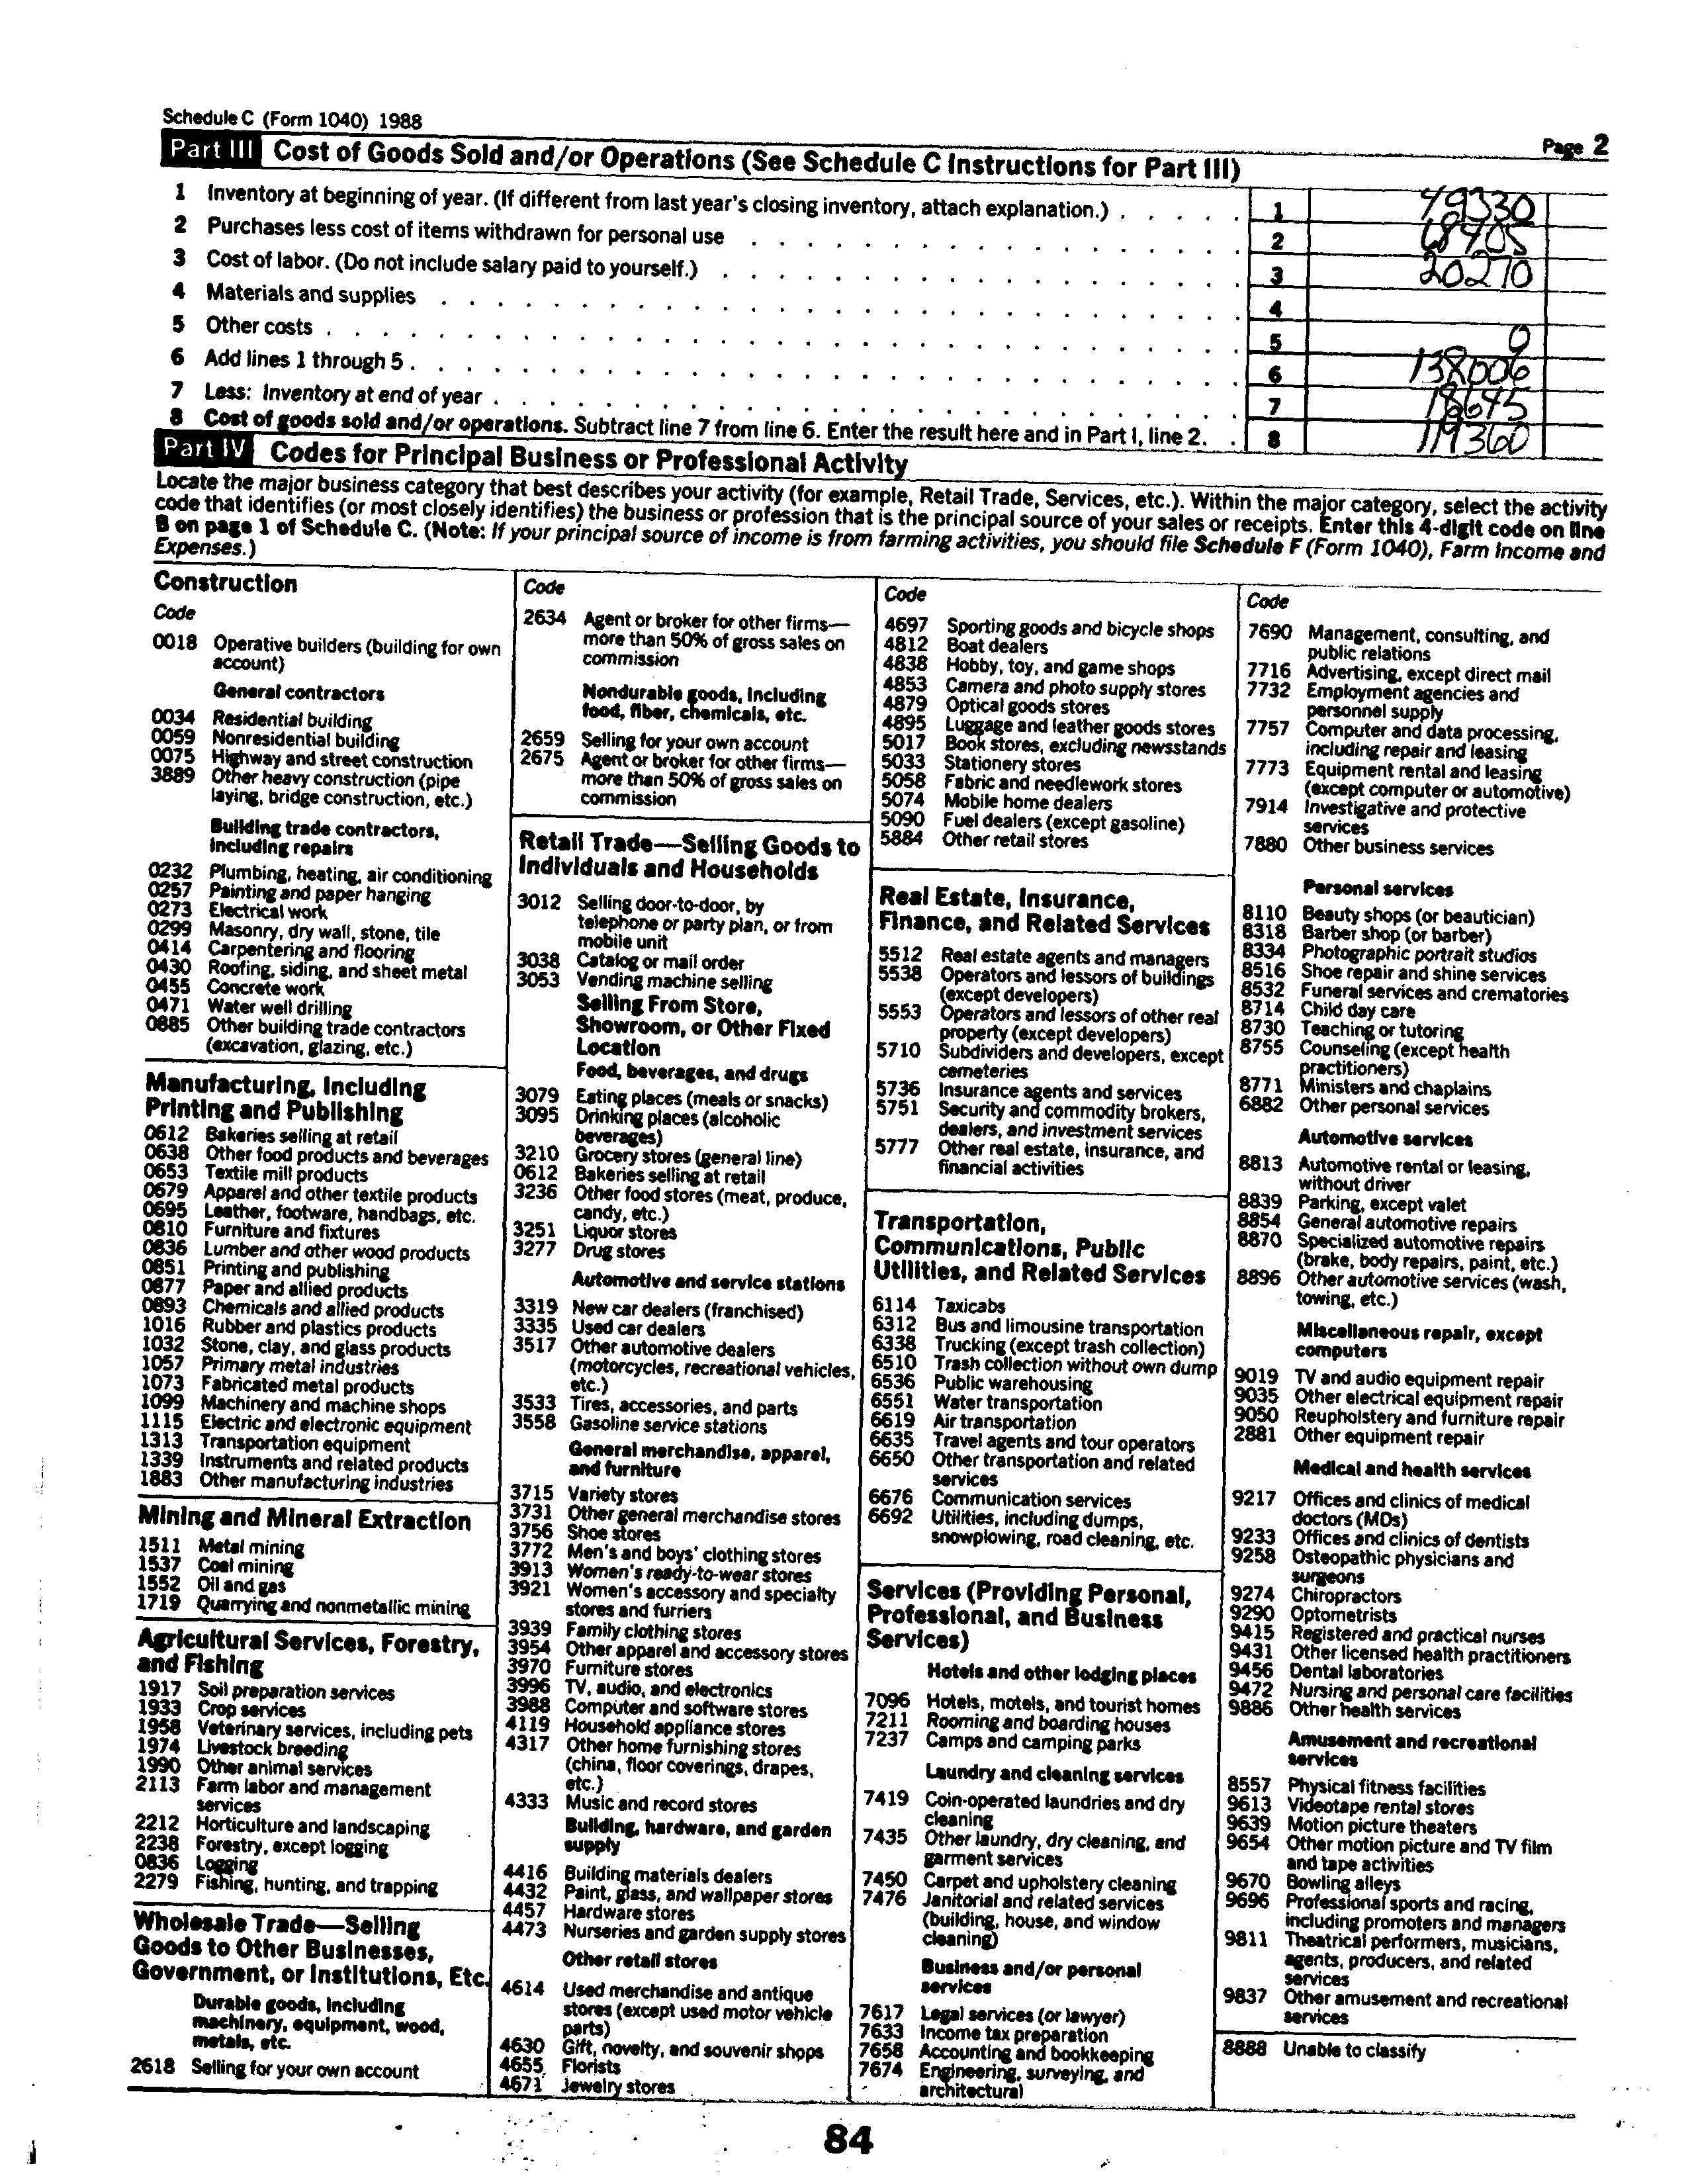 Schedule C (Form 1040) 1988
Page 2
Part III Cost of Goods Sold and/or Operations (See Schedule C Instructions for Part III)
1 Inventory at beginning of year. (If different from last year's closing inventory, attach explanation.) . . . . . 1 49330
2 Purchases less cost of items withdrawn for personal use . . . . . 2 68405
3 Cost of labor. (Do not include salary paid to yourself.) . . . . . 3 20270
4 Materials and supplies . . . . . 4
5 Other costs . . . . . 5 0
6 Add lines 1 through 5 . . . . . 6 138006
7 Less: Inventory at end of year . . . . . 7 18645
8 Cost of goods sold and/or operations. Subtract line 7 from line 6. Enter the result here and in Part I, line 2. . 8 119360
Part IV Codes for Principal Business or Professional Activity
Locate the major business category that best describes your activity (for example, Retail Trade, Services, etc.). Within the major category, select the activity
code that identifies (or most closely identifies) the business or profession that is the principal source of your sales or receipts. Enter this 4-digit code on line
B on page 1 of Schedule C. (Note: If your principal source of income is from farming activities, you should file Schedule F (Form 1040), Farm Income and
Expenses.)
Construction
Code
0018 Operative builders (building for own
account)
General contractors
0034 Residential building
0059 Nonresidential building
0075 Highway and street construction
3889 Other heavy construction (pipe
laying, bridge construction, etc.)
Building trade contractors,
including repairs
0232 Plumbing, heating, air conditioning
0257 Painting and paper hanging
0273 Electrical work
0299 Masonry, dry wall, stone, tile
0414 Carpentering and flooring
0430 Roofing, siding, and sheet metal
0455 Concrete work
0471 Water well drilling
0885 Other building trade contractors
(excavation, glazing, etc.)
Manufacturing, Including
Printing and Publishing
0612 Bakeries selling at retail
0638 Other food products and beverages
0653 Textile mill products
0679 Apparel and other textile products
0695 Leather, footware, handbags, etc.
0810 Furniture and fixtures
0836 Lumber and other wood products
0851 Printing and publishing
0877 Paper and allied products
0893 Chemicals and allied products
1016 Rubber and plastics products
1032 Stone, clay, and glass products
1057 Primary metal industries
1073 Fabricated metal products
1099 Machinery and machine shops
1115 Electric and electronic equipment
1313 Transportation equipment
1339 Instruments and related products
1883 Other manufacturing industries
Mining and Mineral Extraction
1511 Metal mining
1537 Coal mining
1552 Oil and gas
1719 Quarrying and nonmetallic mining
Agricultural Services, Forestry,
and Fishing
1917 Soil preparation services
1933 Crop services
1958 Veterinary services, including pets
1974 Livestock breeding
1990 Other animal services
2113 Farm labor and management
services
2212 Horticulture and landscaping
2238 Forestry, except logging
0836 Logging
2279 Fishing, hunting, and trapping
Wholesale Trade—Selling
Goods to Other Businesses,
Government, or Institutions, Etc.
Durable goods, including
machinery, equipment, wood,
metals, etc.
2618 Selling for your own account
Code
2634 Agent or broker for other firms—
more than 50% of gross sales on
commission
Nondurable goods, including
food, fiber, chemicals, etc.
2659 Selling for your own account
2675 Agent or broker for other firms—
more than 50% of gross sales on
commission
Retail Trade—Selling Goods to
Individuals and Households
3012 Selling door-to-door, by
telephone or party plan, or from
mobile unit
3038 Catalog or mail order
3053 Vending machine selling
Selling From Store,
Showroom, or Other Fixed
Location
Food, beverages, and drugs
3079 Eating places (meals or snacks)
3095 Drinking places (alcoholic
beverages)
3210 Grocery stores (general line)
0612 Bakeries selling at retail
3236 Other food stores (meat, produce,
candy, etc.)
3251 Liquor stores
3277 Drug stores
Automotive and service stations
3319 New car dealers (franchised)
3335 Used car dealers
3517 Other automotive dealers
(motorcycles, recreational vehicles,
etc.)
3533 Tires, accessories, and parts
3558 Gasoline service stations
General merchandise, apparel,
and furniture
3715 Variety stores
3731 Other general merchandise stores
3756 Shoe stores
3772 Men's and boys' clothing stores
3913 Women's ready-to-wear stores
3921 Women's accessory and specialty
stores and furriers
3939 Family clothing stores
3954 Other apparel and accessory stores
3970 Furniture stores
3996 TV, audio, and electronics
3988 Computer and software stores
4119 Household appliance stores
4317 Other home furnishing stores
(china, floor coverings, drapes,
etc.)
4333 Music and record stores
Building, hardware, and garden
supply
4416 Building materials dealers
4432 Paint, glass, and wallpaper stores
4457 Hardware stores
4473 Nurseries and garden supply stores
Other retail stores
4614 Used merchandise and antique
stores (except used motor vehicle
parts)
4630 Gift, novelty, and souvenir shops
4655 Florists
4671 Jewelry stores
Code
4697 Sporting goods and bicycle shops
4812 Boat dealers
4838 Hobby, toy, and game shops
4853 Camera and photo supply stores
4879 Optical goods stores
4895 Luggage and leather goods stores
5017 Book stores, excluding newsstands
5033 Stationery stores
5058 Fabric and needlework stores
5074 Mobile home dealers
5090 Fuel dealers (except gasoline)
5884 Other retail stores
Real Estate, Insurance,
Finance, and Related Services
5512 Real estate agents and managers
5538 Operators and lessors of buildings
(except developers)
5553 Operators and lessors of other real
property (except developers)
5710 Subdividers and developers, except
cemeteries
5736 Insurance agents and services
5751 Security and commodity brokers,
dealers, and investment services
5777 Other real estate, insurance, and
financial activities
Transportation,
Communications, Public
Utilities, and Related Services
6114 Taxicabs
6312 Bus and limousine transportation
6338 Trucking (except trash collection)
6510 Trash collection without own dump
6536 Public warehousing
6551 Water transportation
6619 Air transportation
6635 Travel agents and tour operators
6650 Other transportation and related
services
6676 Communication services
6692 Utilities, including dumps,
snowplowing, road cleaning, etc.
Services (Providing Personal,
Professional, and Business
Services)
Hotels and other lodging places
7096 Hotels, motels, and tourist homes
7211 Rooming and boarding houses
7237 Camps and camping parks
Laundry and cleaning services
7419 Coin-operated laundries and dry
cleaning
7435 Other laundry, dry cleaning, and
garment services
7450 Carpet and upholstery cleaning
7476 Janitorial and related services
(building, house, and window
cleaning)
Business and/or personal
services
7617 Legal services (or lawyer)
7633 Income tax preparation
7658 Accounting and bookkeeping
7674 Engineering, surveying, and
architectural
Code
7690 Management, consulting, and
public relations
7716 Advertising, except direct mail
7732 Employment agencies and
personnel supply
7757 Computer and data processing,
including repair and leasing
7773 Equipment rental and leasing
(except computer or automotive)
7914 Investigative and protective
services
7880 Other business services
Personal services
8110 Beauty shops (or beautician)
8318 Barber shop (or barber)
8334 Photographic portrait studios
8516 Shoe repair and shine services
8532 Funeral services and crematories
8714 Child day care
8730 Teaching or tutoring
8755 Counseling (except health
practitioners)
8771 Ministers and chaplains
6882 Other personal services
Automotive services
8813 Automotive rental or leasing,
without driver
8839 Parking, except valet
8854 General automotive repairs
8870 Specialized automotive repairs
(brake, body repairs, paint, etc.)
8896 Other automotive services (wash,
towing, etc.)
Miscellaneous repair, except
computers
9019 TV and audio equipment repair
9035 Other electrical equipment repair
9050 Reupholstery and furniture repair
2881 Other equipment repair
Medical and health services
9217 Offices and clinics of medical
doctors (MDs)
9233 Offices and clinics of dentists
9258 Osteopathic physicians and
surgeons
9274 Chiropractors
9290 Optometrists
9415 Registered and practical nurses
9431 Other licensed health practitioners
9456 Dental laboratories
9472 Nursing and personal care facilities
9886 Other health services
Amusement and recreational
services
8557 Physical fitness facilities
9613 Videotape rental stores
9639 Motion picture theaters
9654 Other motion picture and TV film
and tape activities
9670 Bowling alleys
9696 Professional sports and racing,
including promoters and managers
9811 Theatrical performers, musicians,
agents, producers, and related
services
9837 Other amusement and recreational
services
8888 Unable to classify
84